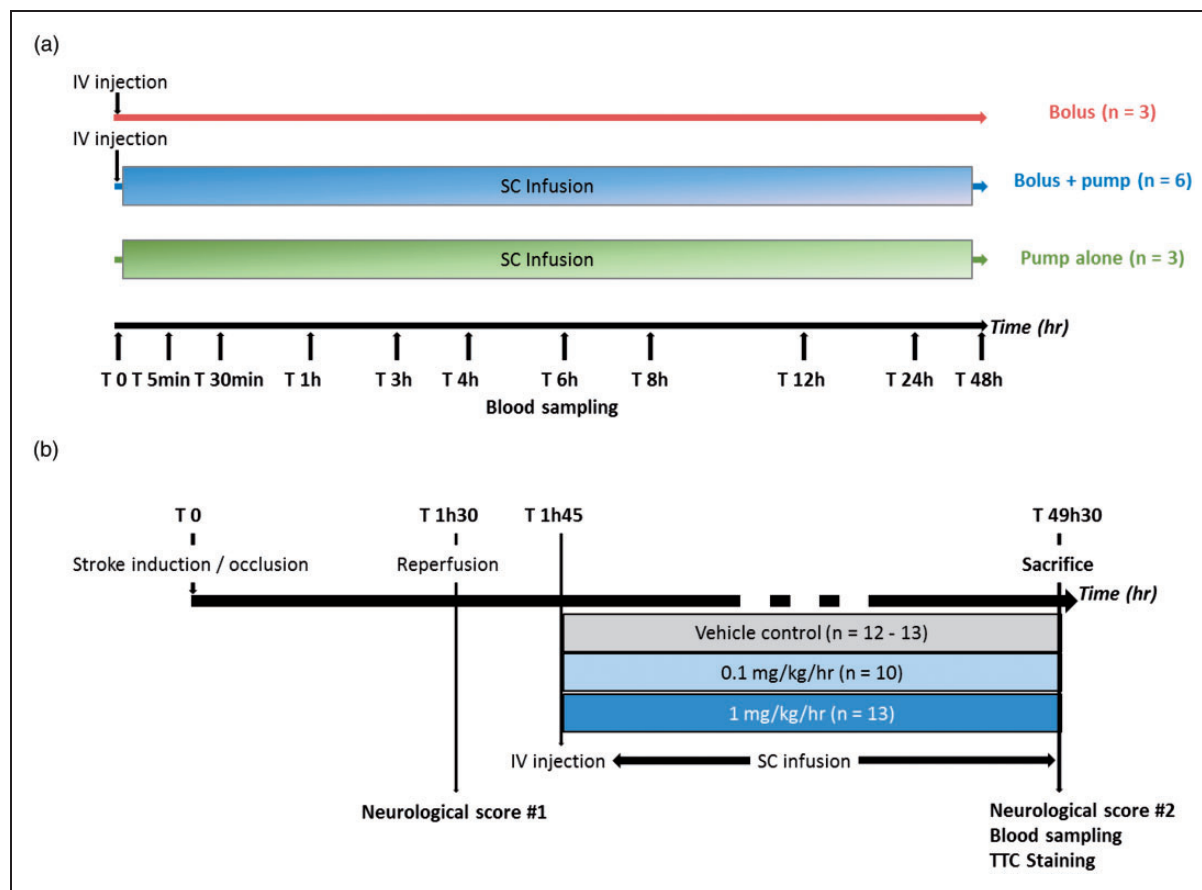 (a)
IV injection
Bolus (n = 3)
IV injection
SC Infusion
Bolus + pump (n = 6)
SC Infusion
Pump alone (n = 3)
Time (hr)
T 0 T 5min T 30min T 1h T 3h T 4h T 6h T 8h T 12h T 24h T 48h
Blood sampling
(b)
T 0 T 1h30 T 1h45 T 49h30
Stroke induction / occlusion Reperfusion Sacrifice
Time (hr)
Vehicle control (n = 12 - 13)
0.1 mg/kg/hr (n = 10)
1 mg/kg/hr (n = 13)
IV injection SC infusion
Neurological score #1
Neurological score #2
Blood sampling
TTC Staining